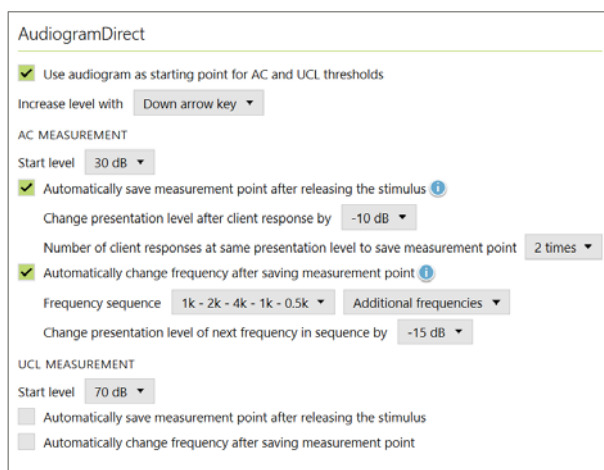 AudiogramDirect
Use audiogram as starting point for AC and UCL thresholds
Increase level with Down arrow key
AC MEASUREMENT
Start level 30 dB
Automatically save measurement point after releasing the stimulus i
Change presentation level after client response by -10 dB
Number of client responses at same presentation level to save measurement point 2 times
Automatically change frequency after saving measurement point i
Frequency sequence 1k - 2k - 4k - 1k - 0.5k Additional frequencies
Change presentation level of next frequency in sequence by -15 dB
UCL MEASUREMENT
Start level 70 dB
Automatically save measurement point after releasing the stimulus
Automatically change frequency after saving measurement point